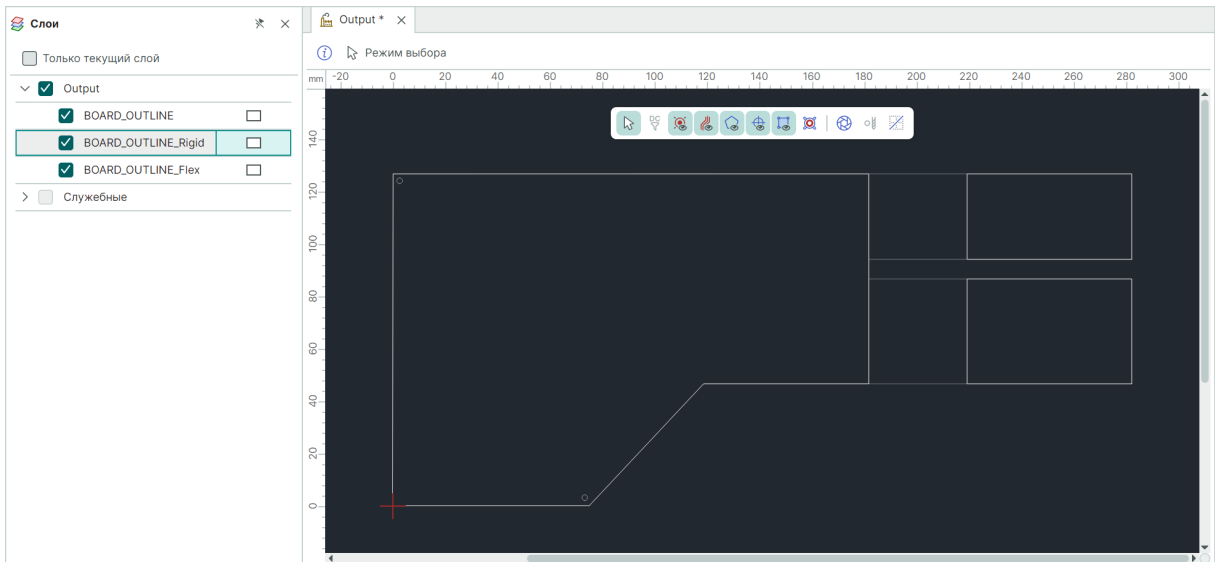 Слои
Output *
Только текущий слой
Режим выбора
Output
BOARD_OUTLINE
BOARD_OUTLINE_Rigid
BOARD_OUTLINE_Flex
Служебные
mm -20 0 20 40 60 80 100 120 140 160 180 200 220 240 260 280 300
140
120
100
80
60
40
20
0